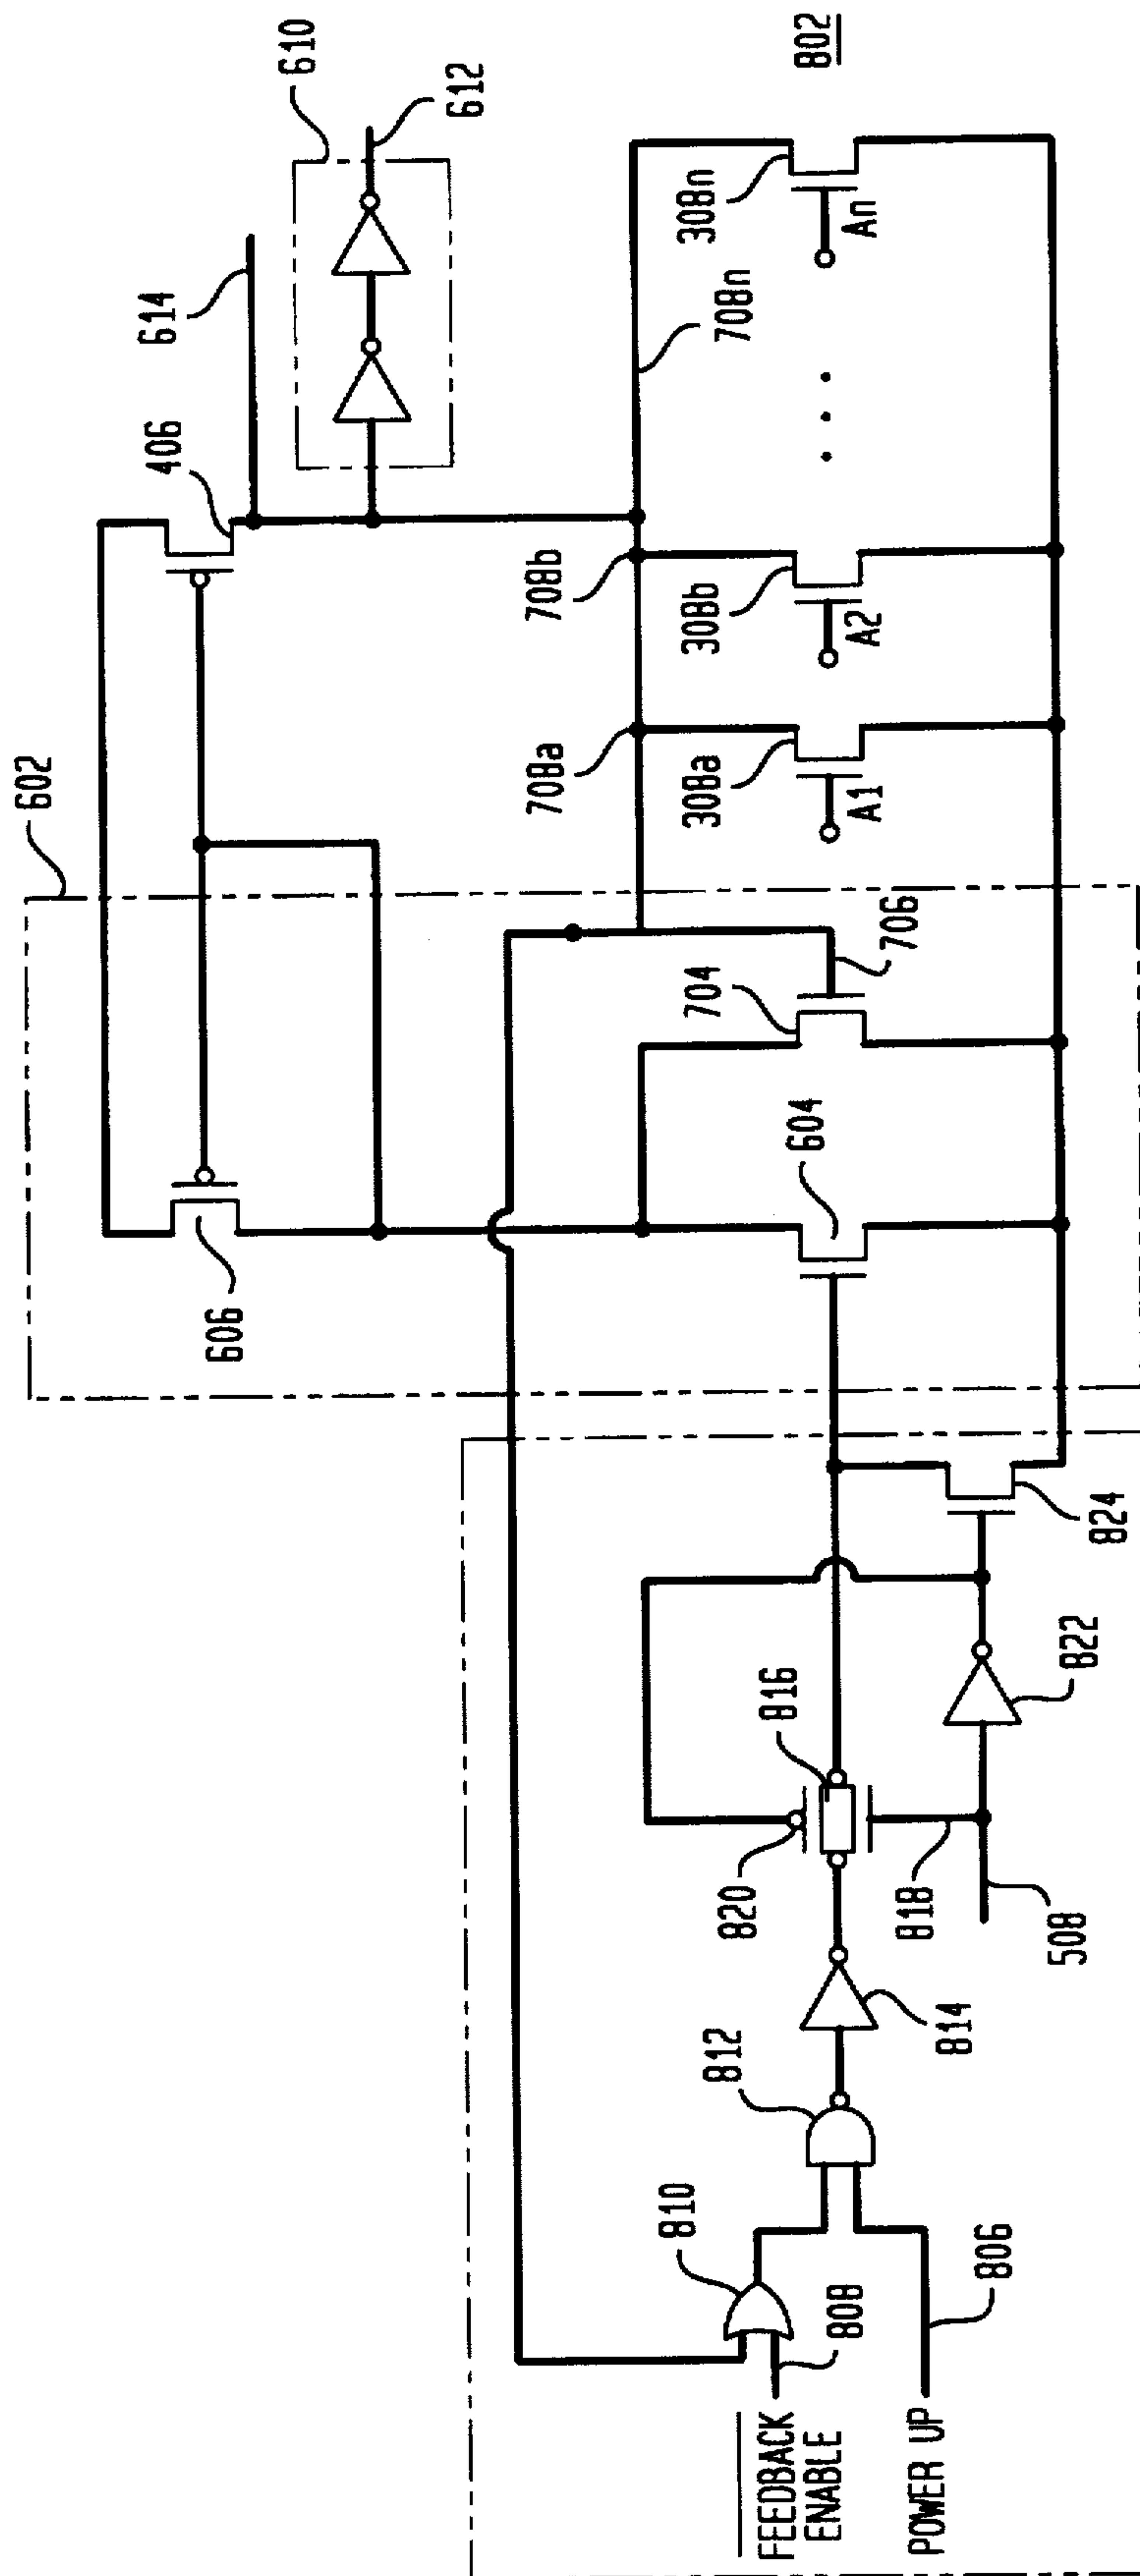 602
610
612
614
406
606
802
708a
708b
708n
308a
A1
308b
A2
308n
An
704
706
604
824
816
820
818
822
508
812
814
810
808
806
FEEDBACK
ENABLE
POWER UP